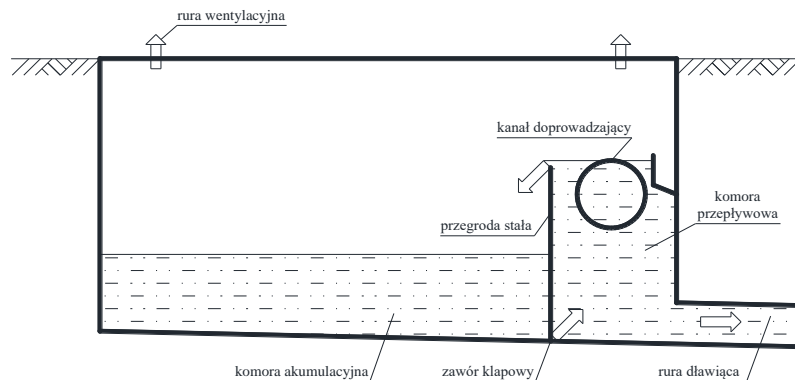 rura wentylacyjna
kanał doprowadzający
komora
przepływowa
przegroda stała
komora akumulacyjna
zawór klapowy
rura dławiąca